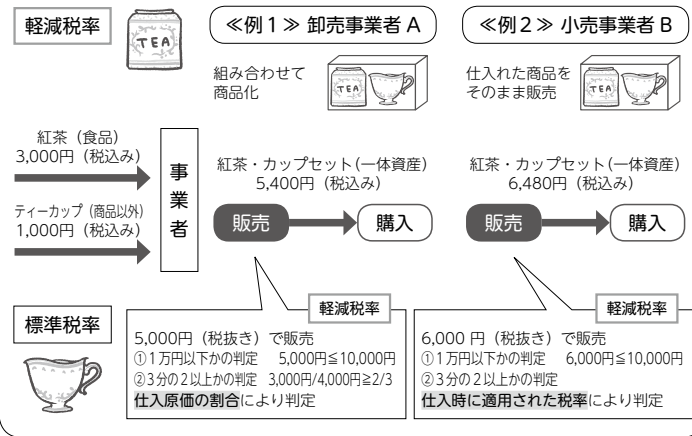 軽減税率
TEA
≪例１≫ 卸売事業者 A
組み合わせて
商品化
TEA
≪例２≫ 小売事業者 B
仕入れた商品を
そのまま販売
TEA
紅茶（食品）
3,000円（税込み）
ティーカップ（商品以外）
1,000円（税込み）
事業者
紅茶・カップセット（一体資産）
5,400円（税込み）
販売
購入
紅茶・カップセット（一体資産）
6,480円（税込み）
販売
購入
標準税率
軽減税率
5,000円（税抜き）で販売
①１万円以下かの判定　5,000円≦10,000円
②３分の２以上かの判定　3,000円/4,000円≧2/3
仕入原価の割合により判定
軽減税率
6,000 円（税抜き）で販売
①１万円以下かの判定　6,000円≦10,000円
②３分の２以上かの判定
仕入時に適用された税率により判定